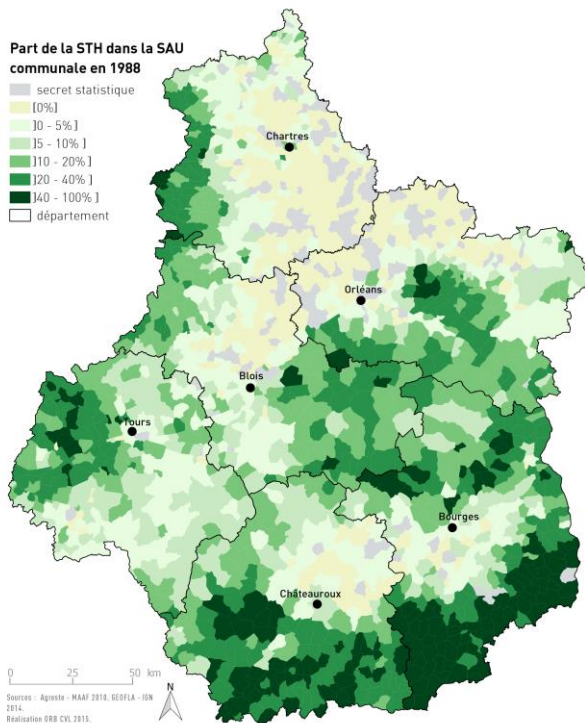 Part de la STH dans la SAU
communale en 1988
secret statistique
[0%]
]0 - 5%]
]5 - 10% ]
]10 - 20% ]
]20 - 40% ]
]40 - 100% ]
département
Chartres
Orléans
Blois
Tours
Bourges
Châteauroux
0 25 50 km
N
Sources : Agreste - MAAF 2010, GEOFLA - IGN
2014.
Réalisation ORB CVL 2015.